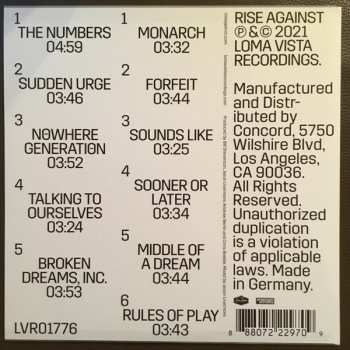 1
THE NUMBERS
04:59
2
SUDDEN URGE
03:46
3
NOWHERE
GENERATION
03:52
4
TALKING TO
OURSELVES
03:24
5
BROKEN
DREAMS, INC.
03:53
LVR01776
1
MONARCH
03:32
2
FORFEIT
03:44
3
SOUNDS LIKE
03:25
4
SOONER OR
LATER
03:34
5
MIDDLE OF
A DREAM
03:44
6
RULES OF PLAY
03:43
RISE AGAINST
℗ & © 2021
LOMA VISTA
RECORDINGS.
Manufactured
and Distr-
ibuted by
Concord, 5750
Wilshire Blvd,
Los Angeles,
CA 90036.
All Rights
Reserved.
Unauthorized
duplication
is a violation
of applicable
laws. Made
in Germany.
8 88072 22970 9